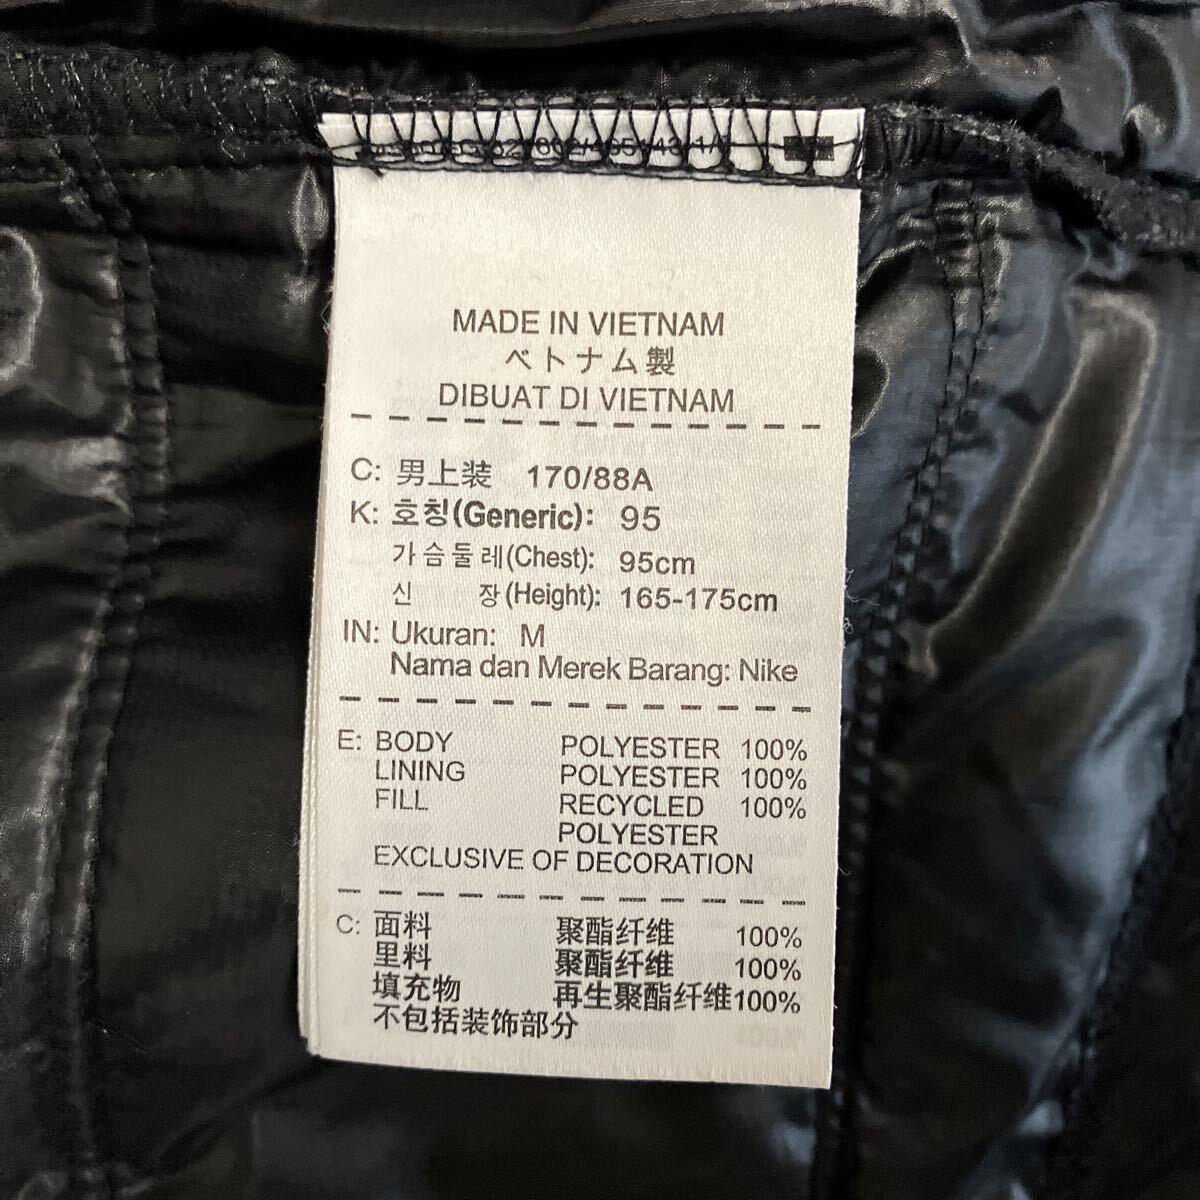 MADE IN VIETNAM
ベトナム製
DIBUAT DI VIETNAM
C: 男上装 170/88A
K: 호칭(Generic): 95
가슴둘레(Chest): 95cm
신 장(Height): 165-175cm
IN: Ukuran: M
Nama dan Merek Barang: Nike
E: BODY POLYESTER 100%
LINING POLYESTER 100%
FILL RECYCLED 100%
POLYESTER
EXCLUSIVE OF DECORATION
C: 面料 聚酯纤维 100%
里料 聚酯纤维 100%
填充物 再生聚酯纤维100%
不包括装饰部分